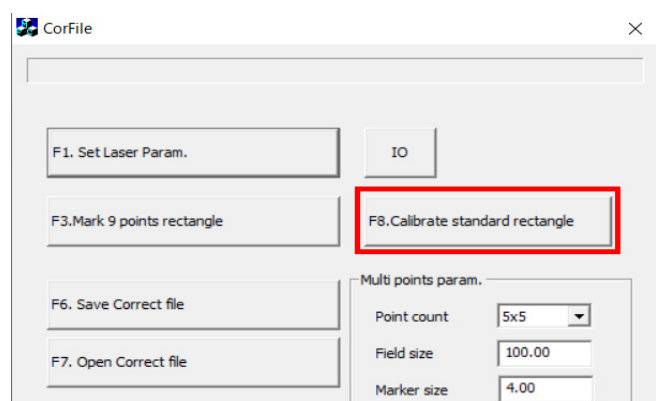 CorFile
F1. Set Laser Param.
IO
F3.Mark 9 points rectangle
F8.Calibrate standard rectangle
F6. Save Correct file
F7. Open Correct file
Multi points param.
Point count 5x5
Field size 100.00
Marker size 4.00